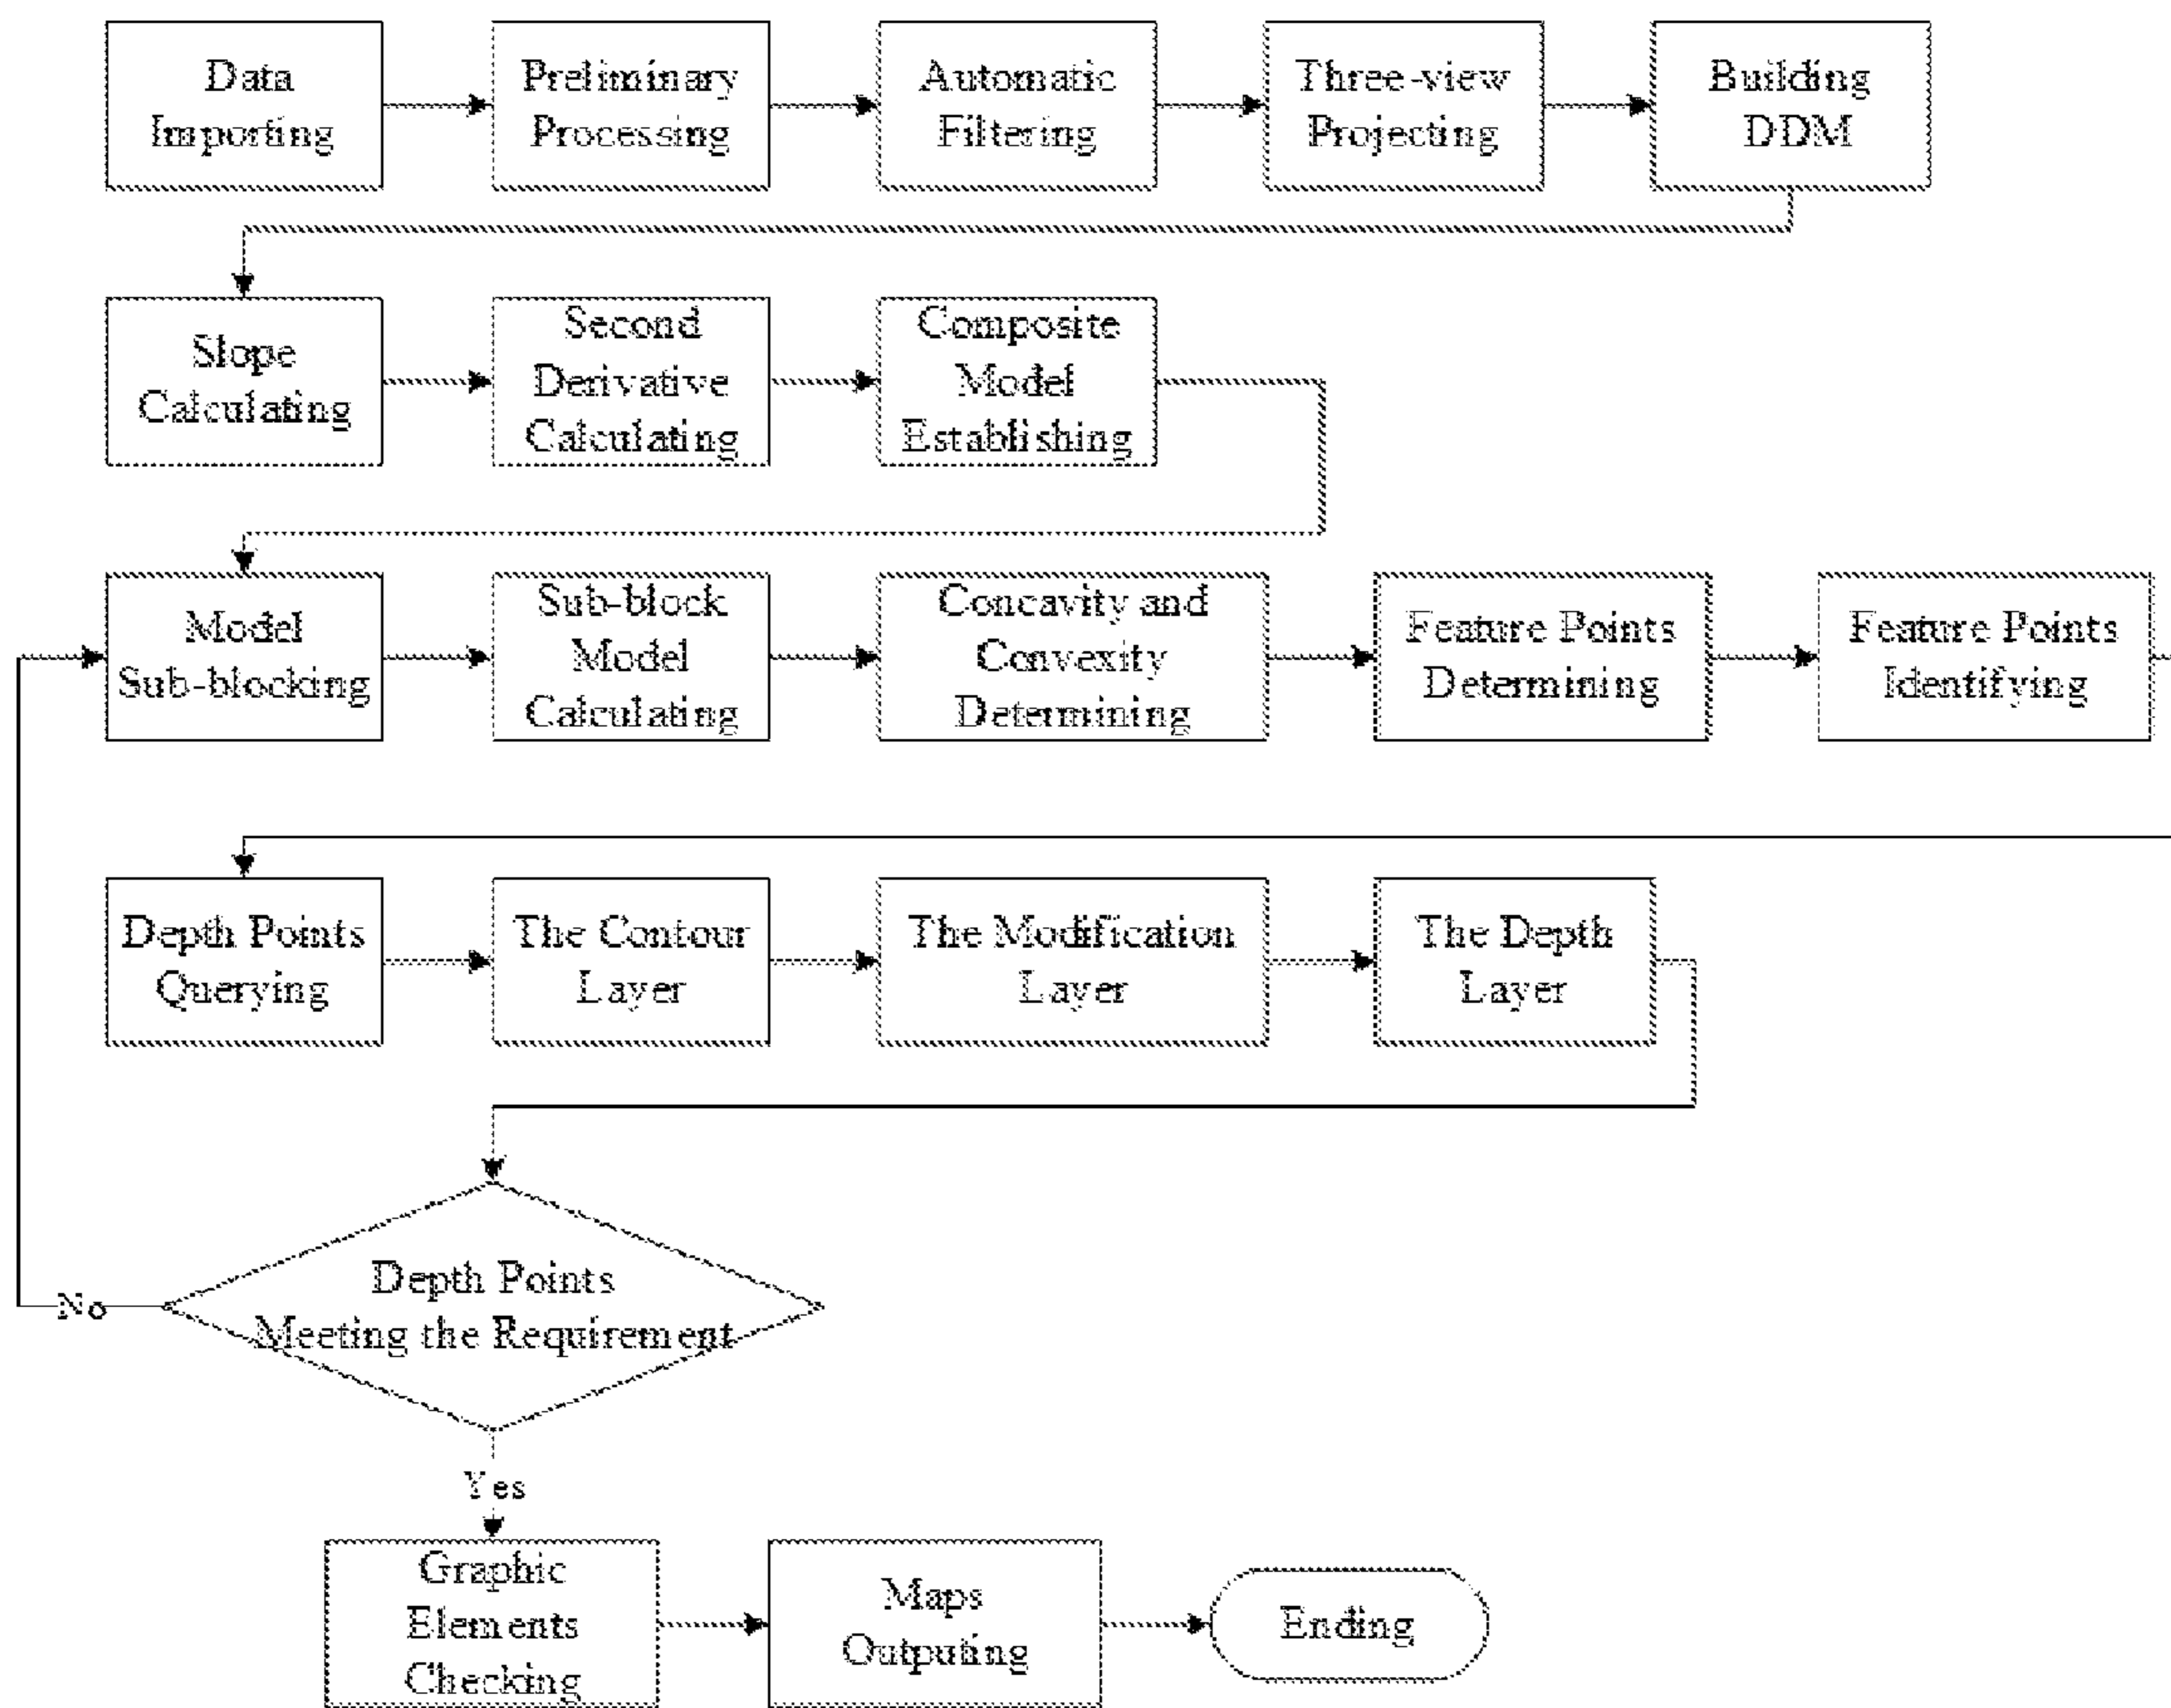 Data
Importing
Preliminary
Processing
Automatic
Filtering
Three-view
Projecting
Building
DDM
Slope
Calculating
Second
Derivative
Calculating
Composite
Model
Establishing
Model
Sub-blocking
Sub-block
Model
Calculating
Concavity and
Convexity
Determining
Feature Points
Determining
Feature Points
Identifying
Depth Points
Querying
The Contour
Layer
The Modification
Layer
The Depth
Layer
Depth Points
Meeting the Requirement
No
Yes
Graphic
Elements
Checking
Maps
Outputing
Ending